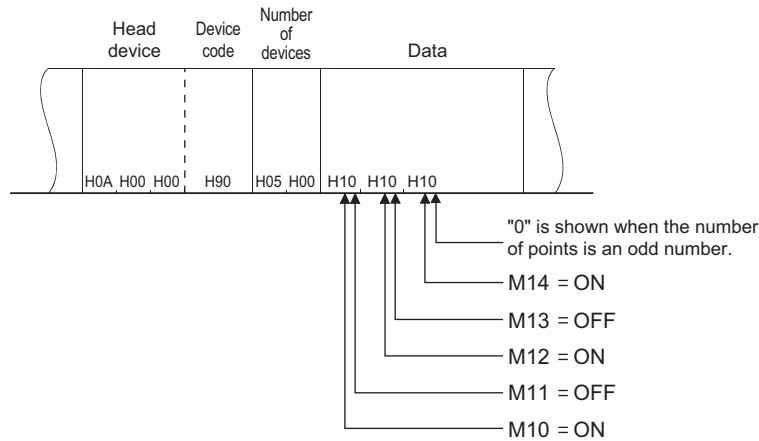 Head
device
Device
code
Number
of
devices
Data
H0A H00 H00 H90 H05 H00 H10 H10 H10
"0" is shown when the number
of points is an odd number.
M14 = ON
M13 = OFF
M12 = ON
M11 = OFF
M10 = ON